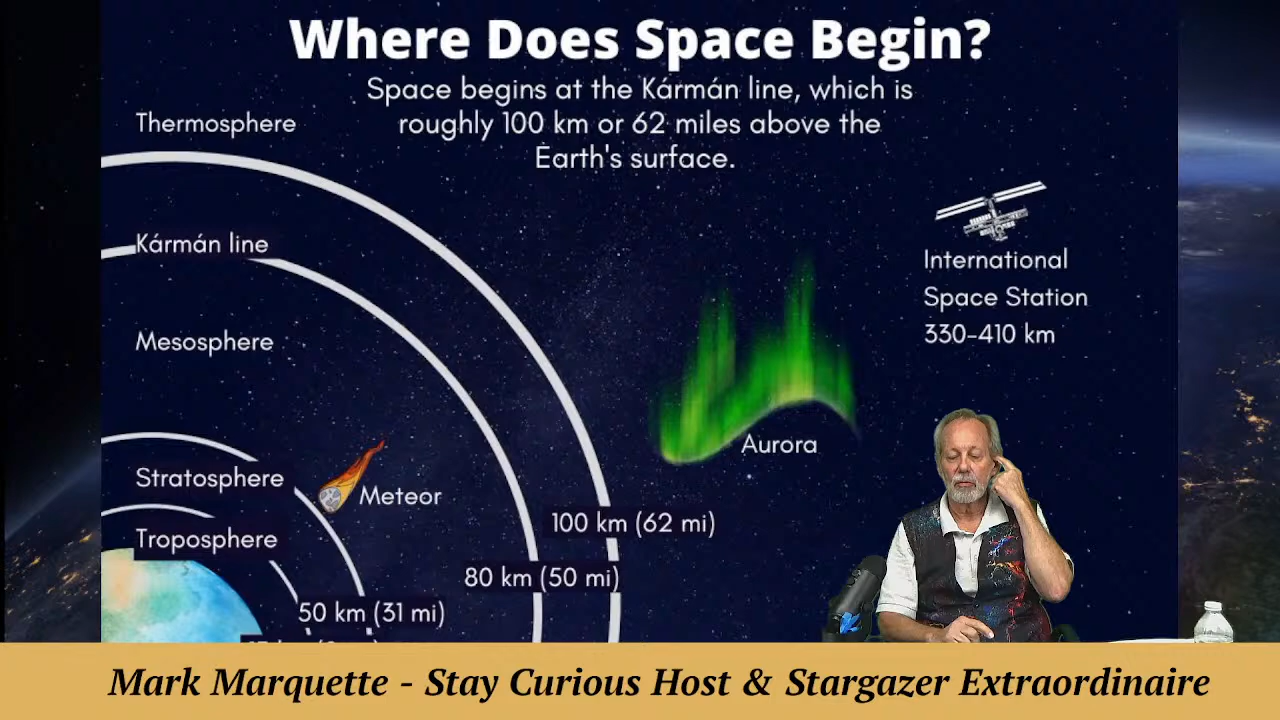 Where Does Space Begin?
Space begins at the Kármán line, which is
roughly 100 km or 62 miles above the
Earth's surface.
Thermosphere
Kármán line
Mesosphere
Stratosphere
Troposphere
Meteor
Aurora
International
Space Station
330-410 km
100 km (62 mi)
80 km (50 mi)
50 km (31 mi)
Mark Marquette - Stay Curious Host & Stargazer Extraordinaire